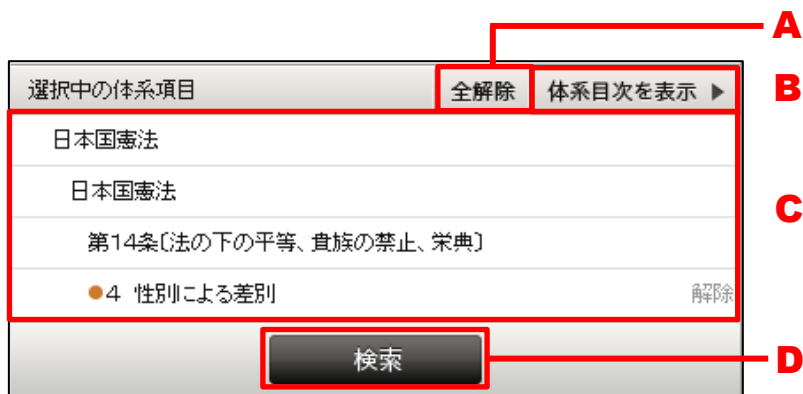 A
選択中の体系項目 全解除 体系目次を表示 ▶ B
日本国憲法
日本国憲法
C
第14条〔法の下の平等、貴族の禁止、栄典〕
●4 性別による差別 解除
検索 D